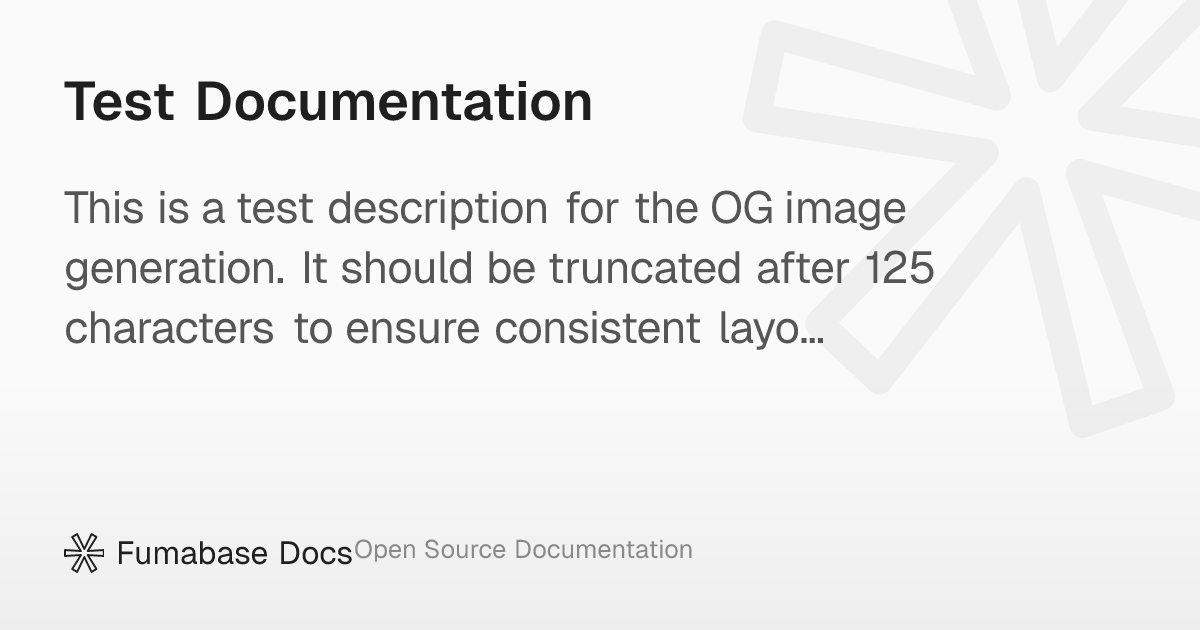 Test Documentation
This is a test description for the OG image
generation. It should be truncated after 125
characters to ensure consistent layo...
Fumabase Docs Open Source Documentation